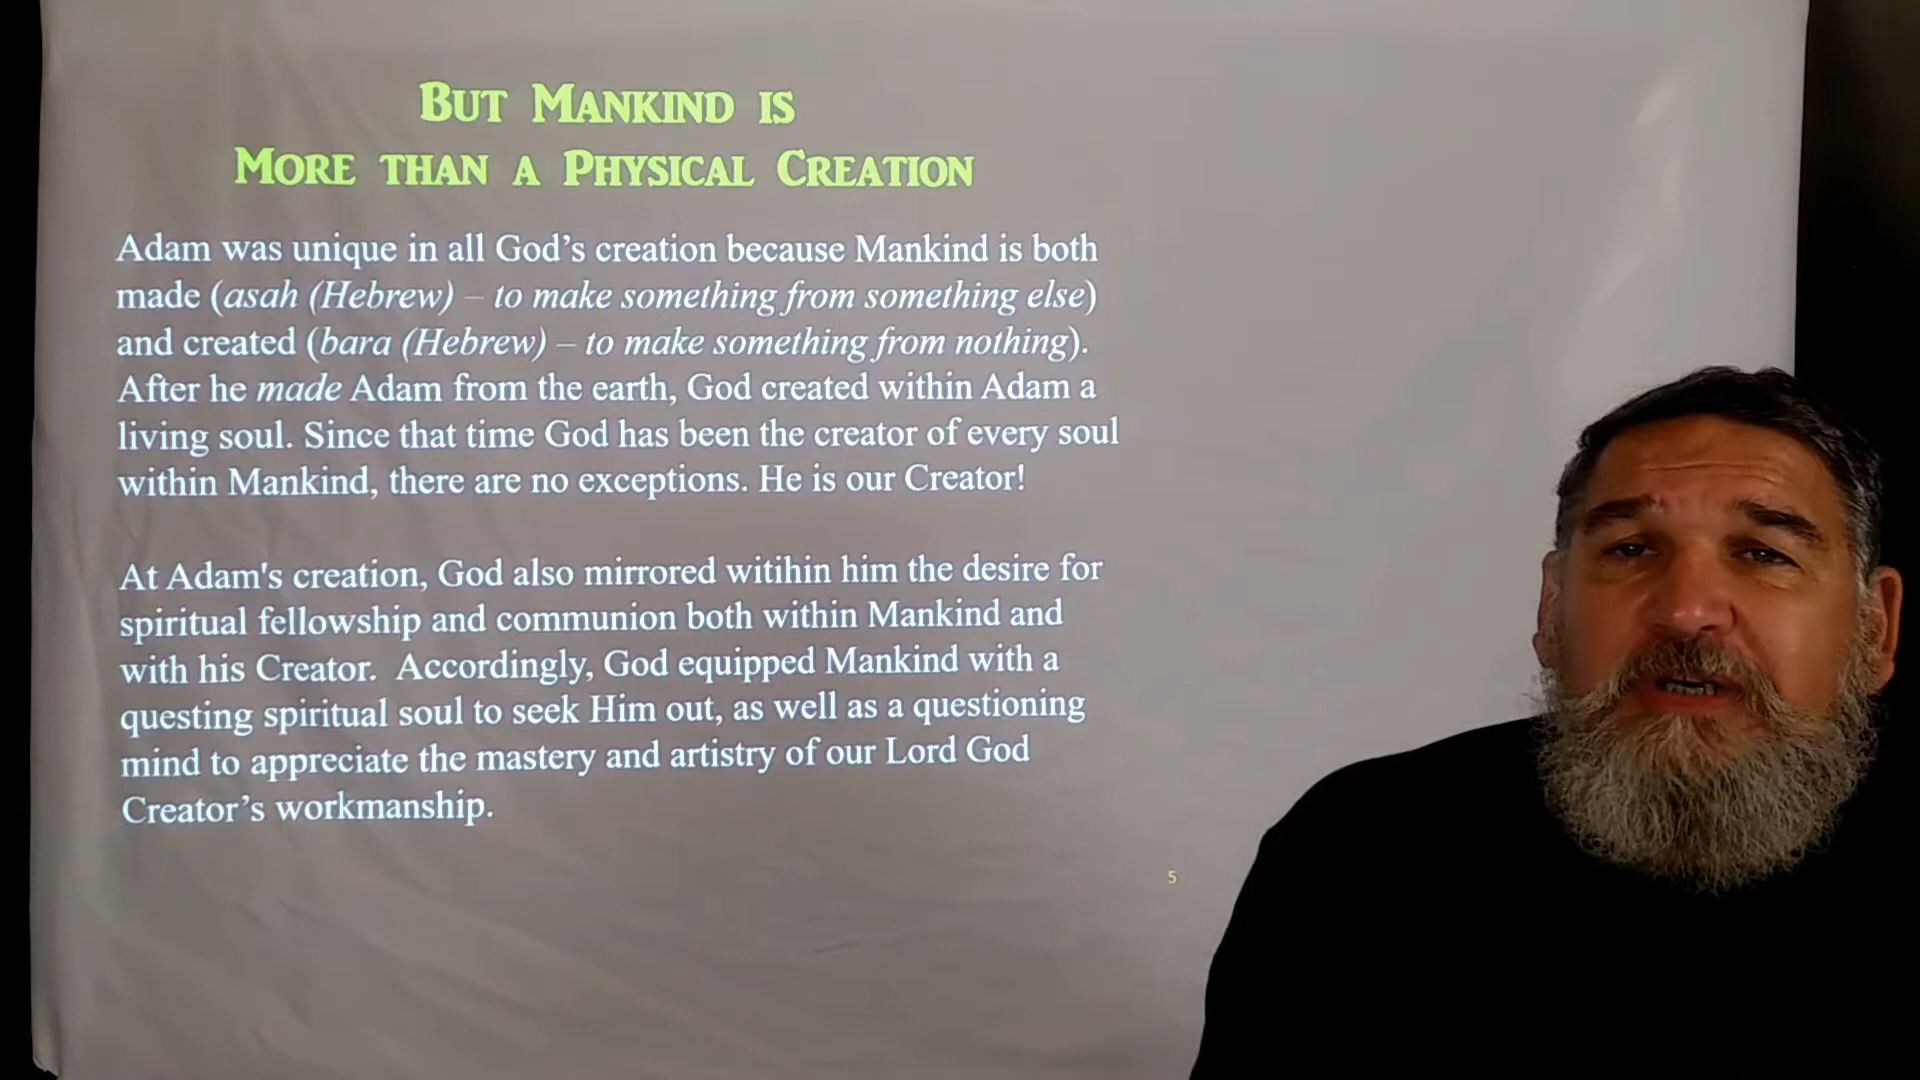 But Mankind is
More than a Physical Creation
Adam was unique in all God’s creation because Mankind is both
made (asah (Hebrew) – to make something from something else)
and created (bara (Hebrew) – to make something from nothing).
After he made Adam from the earth, God created within Adam a
living soul. Since that time God has been the creator of every soul
within Mankind, there are no exceptions. He is our Creator!
At Adam's creation, God also mirrored witihin him the desire for
spiritual fellowship and communion both within Mankind and
with his Creator.  Accordingly, God equipped Mankind with a
questing spiritual soul to seek Him out, as well as a questioning
mind to appreciate the mastery and artistry of our Lord God
Creator’s workmanship.
5